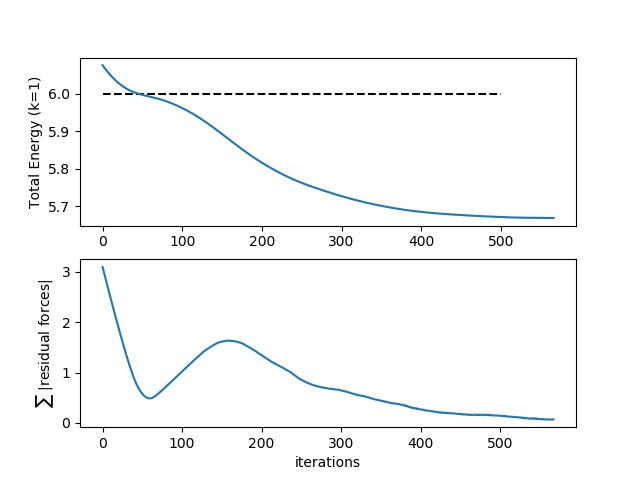 Total Energy (k=1)
6.0
5.9
5.8
5.7
0 100 200 300 400 500
∑ |residual forces|
3
2
1
0
0 100 200 300 400 500
iterations